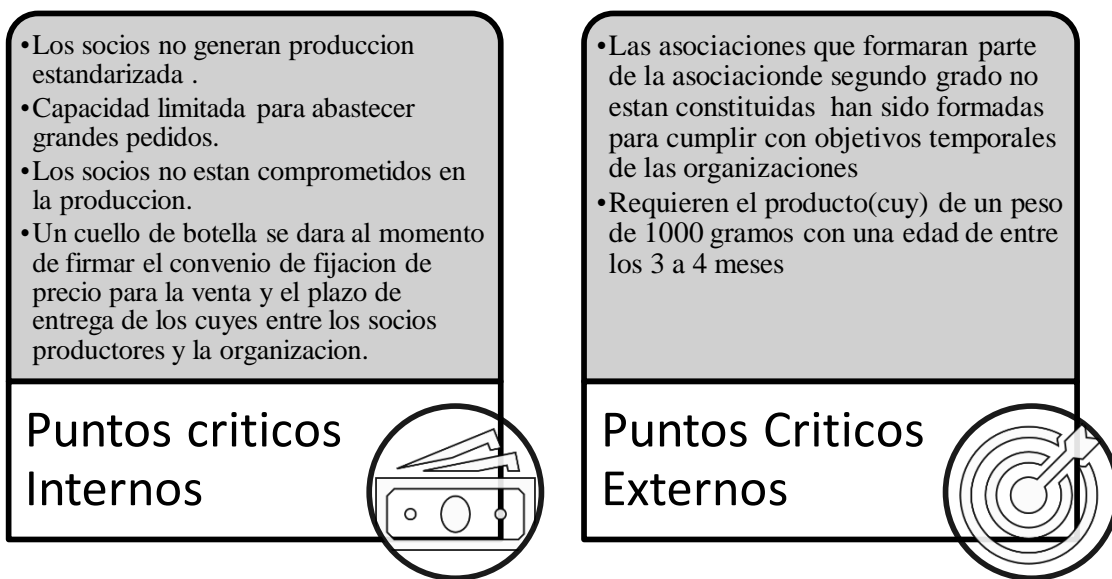 •Los socios no generan produccion
estandarizada .
•Capacidad limitada para abastecer
grandes pedidos.
•Los socios no estan comprometidos en
la produccion.
•Un cuello de botella se dara al momento
de firmar el convenio de fijacion de
precio para la venta y el plazo de
entrega de los cuyes entre los socios
productores y la organizacion.
Puntos criticos
Internos
•Las asociaciones que formaran parte
de la asociacionde segundo grado no
estan constituidas han sido formadas
para cumplir con objetivos temporales
de las organizaciones
•Requieren el producto(cuy) de un peso
de 1000 gramos con una edad de entre
los 3 a 4 meses
Puntos Criticos
Externos